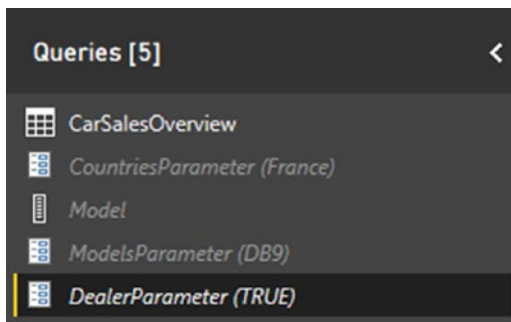 Queries [5]
CarSalesOverview
CountriesParameter (France)
Model
ModelsParameter (DB9)
DealerParameter (TRUE)